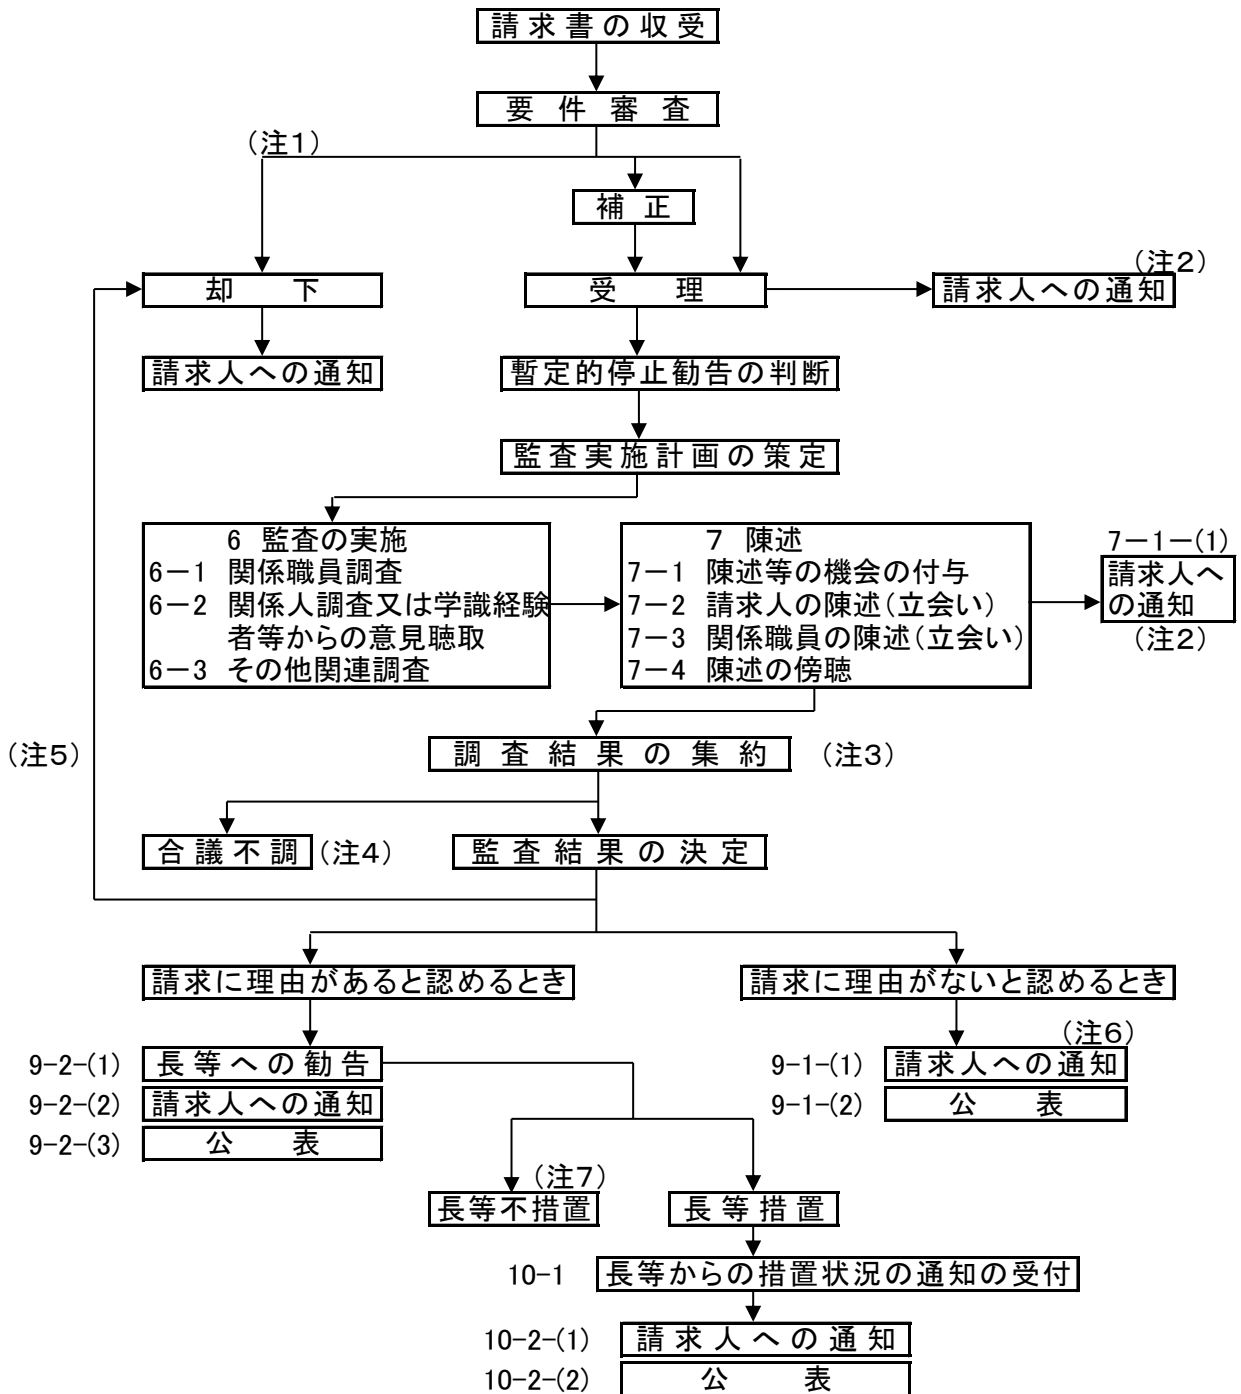 請求書の収受
要件審査
（注１）
補正
（注２）
却　下
受　理
請求人への通知
請求人への通知
暫定的停止勧告の判断
監査実施計画の策定
6 監査の実施
6－1 関係職員調査
6－2 関係人調査又は学識経験
者等からの意見聴取
6－3 その他関連調査
7 陳述
7－1 陳述等の機会の付与
7－2 請求人の陳述（立会い）
7－3 関係職員の陳述（立会い）
7－4 陳述の傍聴
7－1－(1)
請求人へ
の通知
（注２）
（注５）
調査結果の集約
（注３）
合議不調
（注４）
監査結果の決定
請求に理由があると認めるとき
請求に理由がないと認めるとき
（注６）
9-2-(1) 長等への勧告
9-2-(2) 請求人への通知
9-2-(3) 公　表
9-1-(1) 請求人への通知
9-1-(2) 公　表
（注７）
長等不措置
長等措置
10-1 長等からの措置状況の通知の受付
10-2-(1) 請求人への通知
10-2-(2) 公　表